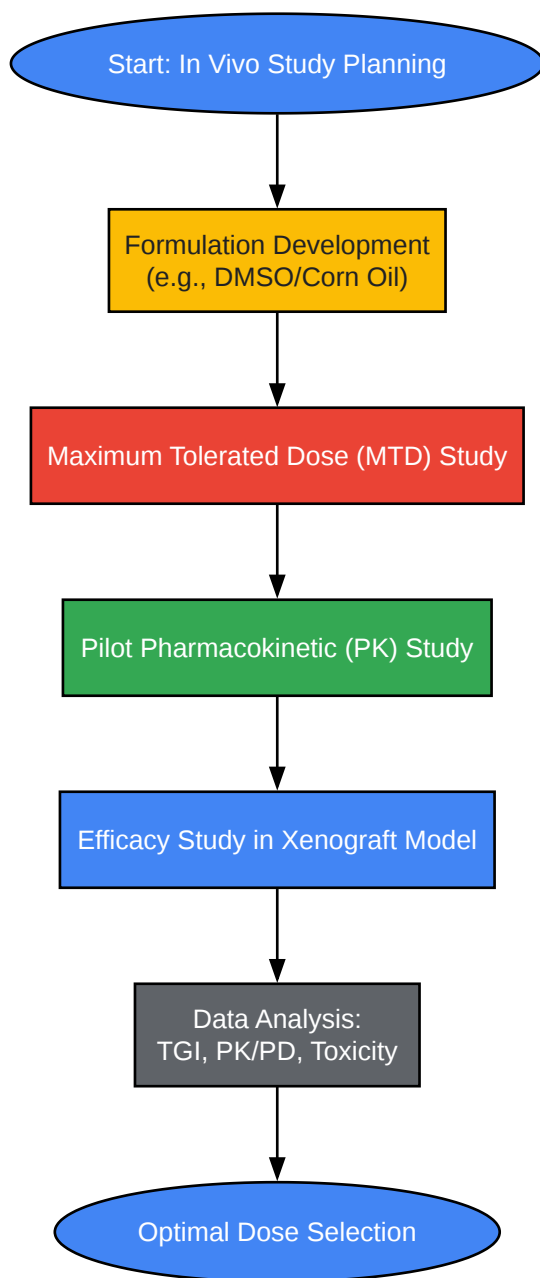 Start: In Vivo Study Planning
Formulation Development
(e.g., DMSO/Corn Oil)
Maximum Tolerated Dose (MTD) Study
Pilot Pharmacokinetic (PK) Study
Efficacy Study in Xenograft Model
Data Analysis:
TGI, PK/PD, Toxicity
Optimal Dose Selection